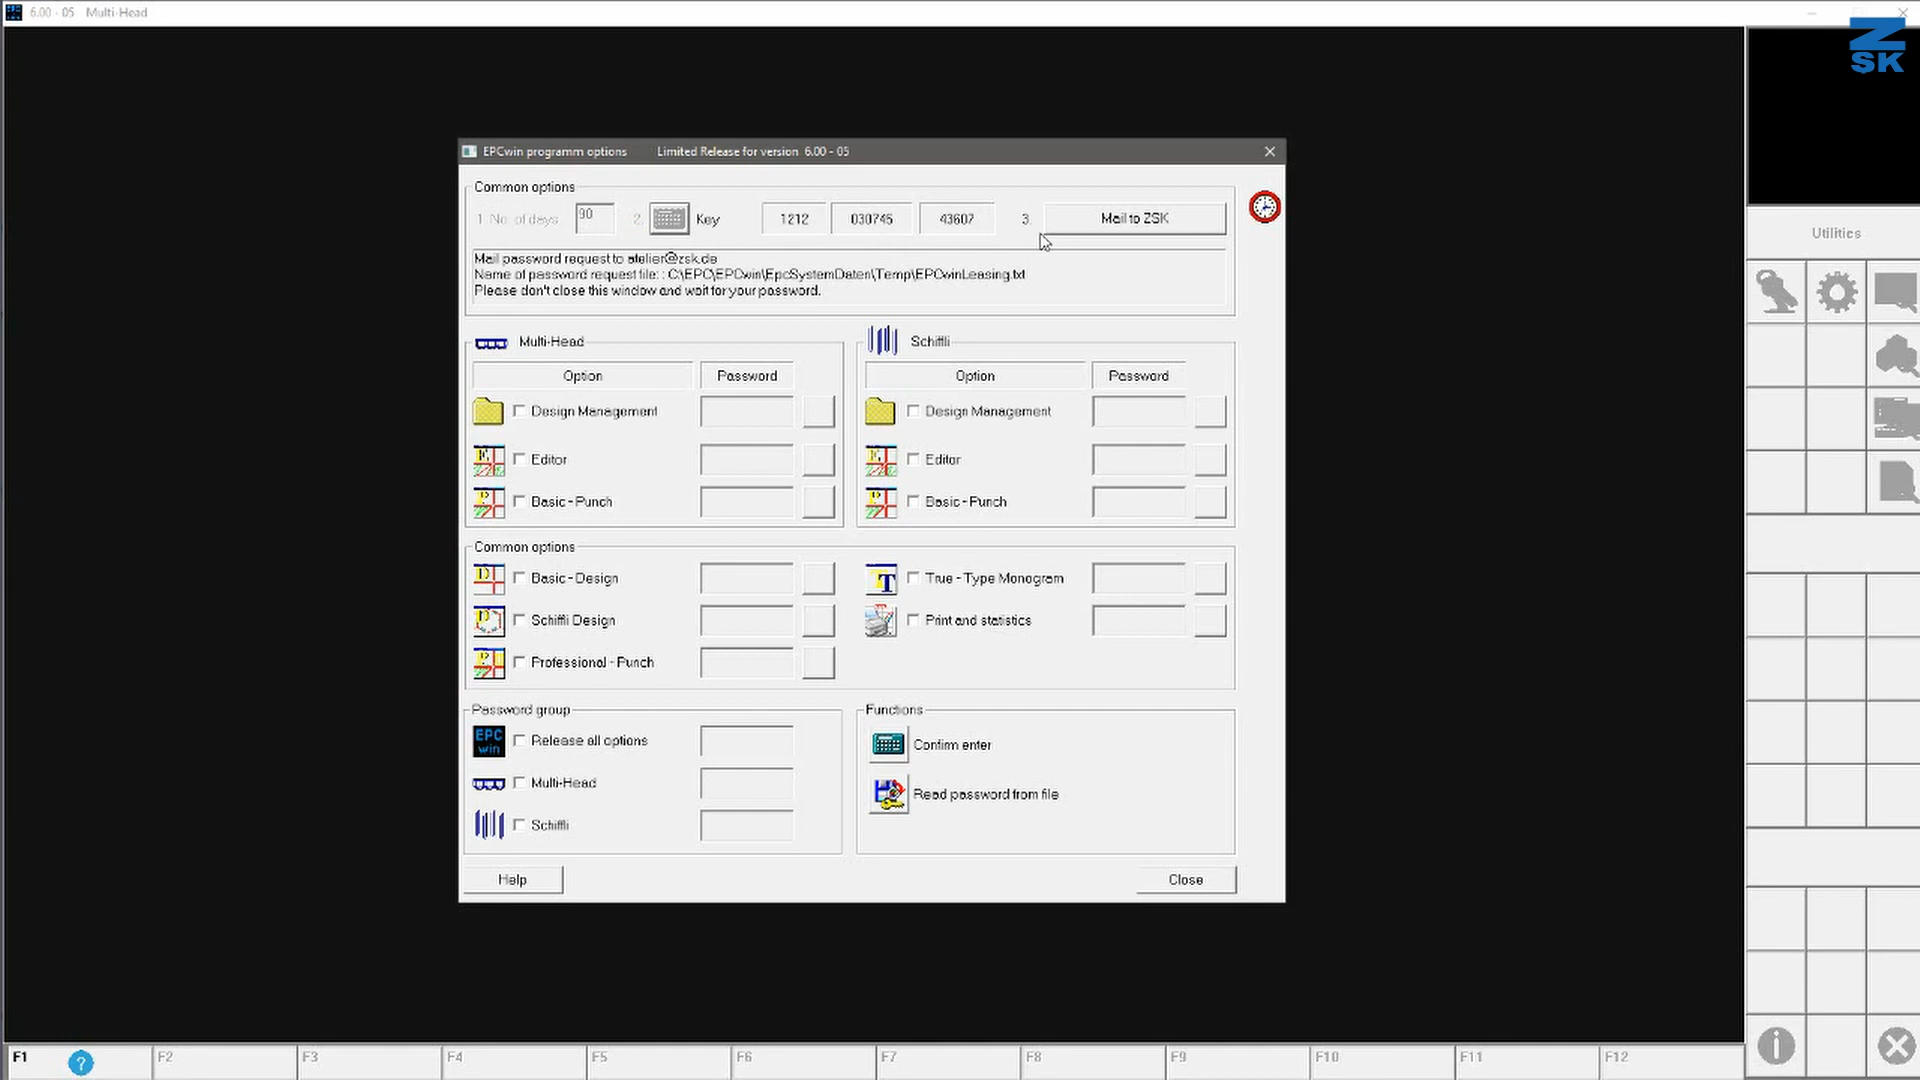 6.00 - 05 Multi-Head
Z
SK
EPCwin programm options Limited Release for version 6.00 - 05
Common options
1. No. of days 90 2. Key 1212 030745 43607 3. Mail to ZSK
Mail password request to atelier@zsk.de
Name of password request file: : C:\EPC\EPCwin\EpcSystemDaten\Temp\EPCwinLeasing.txt
Please don't close this window and wait for your password.
Utilities
Multi-Head Schiffli
Option Password Option Password
Design Management Design Management
Editor Editor
Basic - Punch Basic - Punch
Common options
Basic - Design True - Type Monogram
Schiffli Design Print and statistics
Professional - Punch
Password group Functions
EPC
win
Release all options Confirm enter
Multi-Head Read password from file
Schiffli
Help Close
F1 ? F2 F3 F4 F5 F6 F7 F8 F9 F10 F11 F12